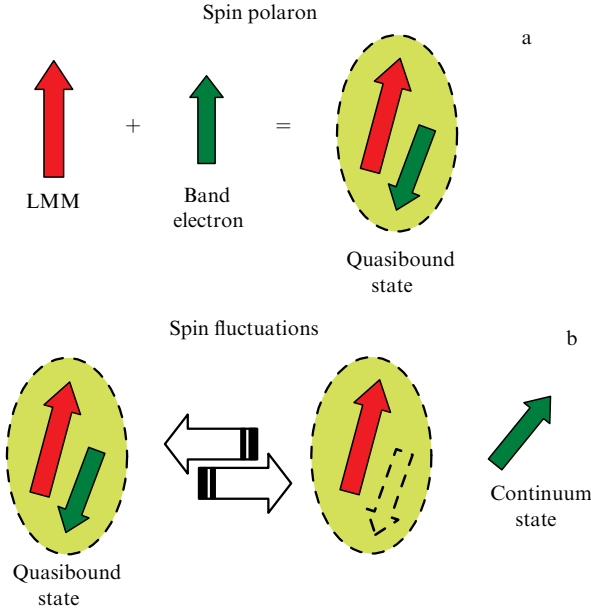 Spin polaron
a
+
=
LMM
Band
electron
Quasibound
state
Spin fluctuations
b
Continuum
state
Quasibound
state